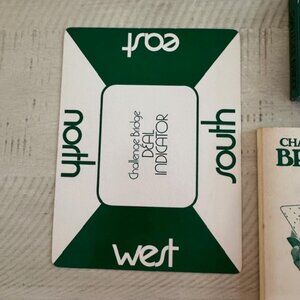 east
north
Challenge Bridge
DEAL
INDICATOR
south
west
CHA
BR